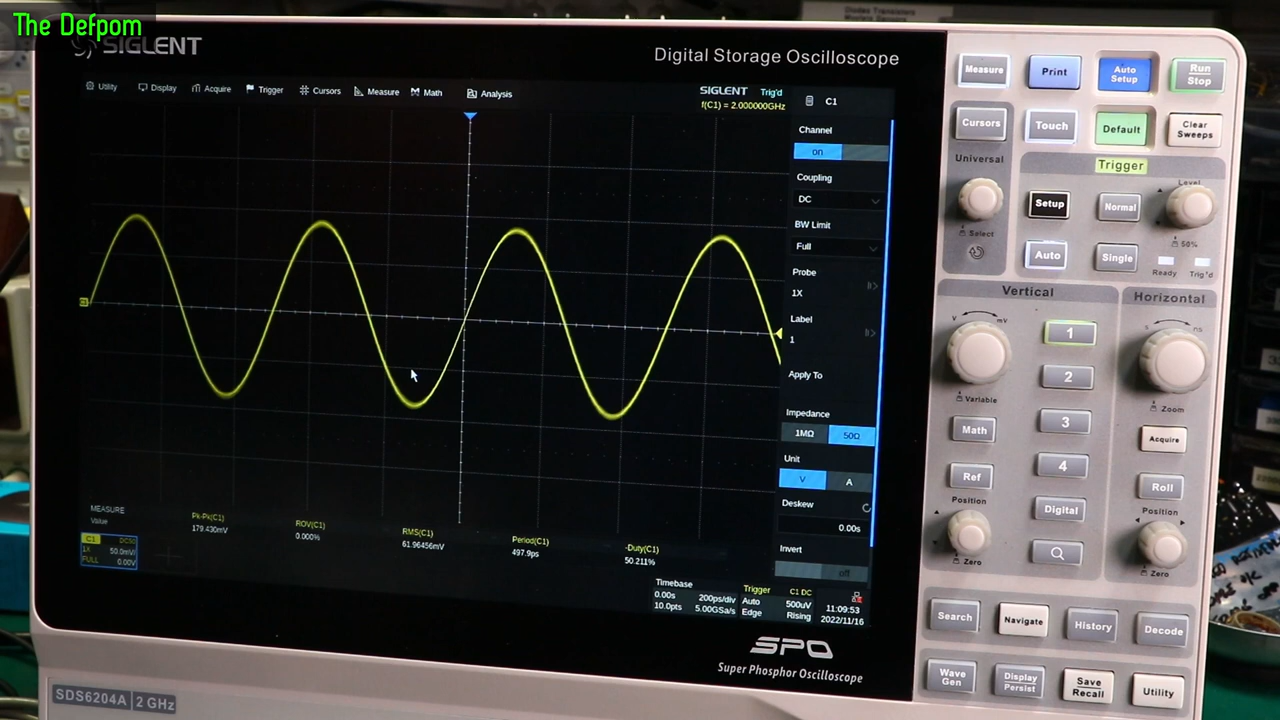 The Defpom
SIGLENT
Digital Storage Oscilloscope
Utility
Display
Acquire
Trigger
Cursors
Measure
Math
Analysis
SIGLENT Trig'd
f(C1) = 2.000000GHz
C1
Channel
on
Coupling
DC
BW Limit
Full
Probe
1X
Label
1
Apply To
Impedance
1MΩ 50Ω
Unit
V A
Deskew
0.00s
Invert
off
MEASURE
Value
Pk-Pk(C1)
179.430mV
ROV(C1)
0.000%
RMS(C1)
61.96456mV
Period(C1)
497.9ps
-Duty(C1)
50.211%
C1 DC50
1X 50.0mV/
FULL 0.00V
Timebase
0.00s 200ps/div
10.0pts 5.00GSa/s
Trigger C1 DC
Auto 500uV
Edge Rising
11:09:53
2022/11/16
SPO
Super Phosphor Oscilloscope
SDS6204A 2 GHz
Measure
Print
Auto
Setup
Run
Stop
Cursors
Touch
Default
Clear
Sweeps
Universal
Select
Trigger
Setup
Normal
Level
50%
Auto
Single
Ready
Trig'd
Vertical
V mV
Variable
1
2
3
4
Math
Ref
Digital
Position
Zero
Horizontal
s ns
Zoom
Acquire
Roll
Position
Zero
Search
Navigate
History
Decode
Wave
Gen
Display
Persist
Save
Recall
Utility